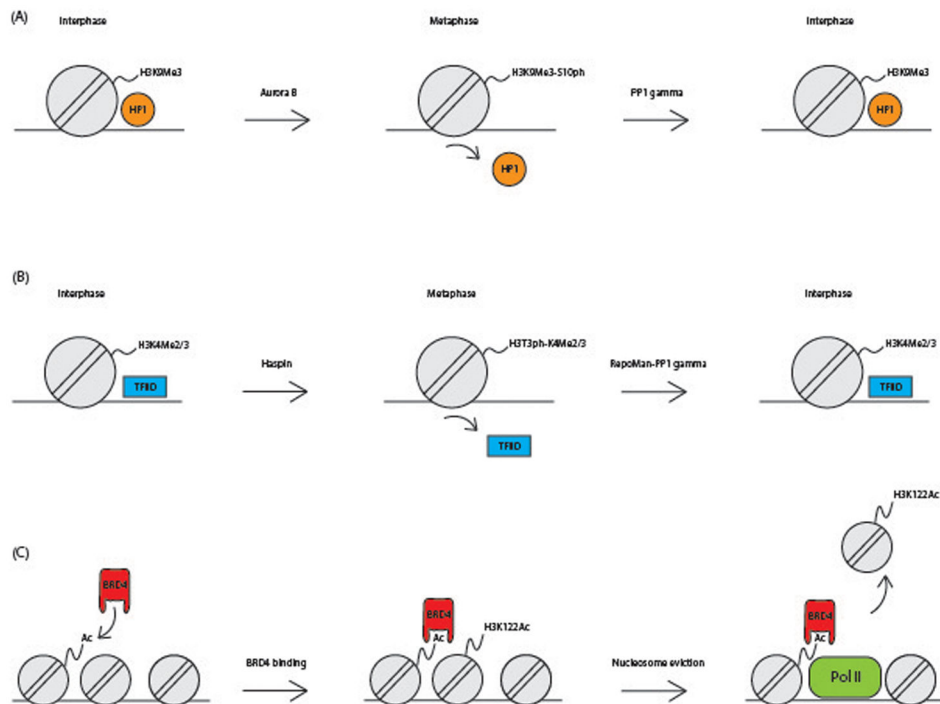 (A)
Interphase Metaphase Interphase
H3K9Me3 H3K9Me3-S10ph H3K9Me3
Aurora B PP1 gamma
HP1 HP1
HP1
(B)
Interphase Metaphase Interphase
H3K4Me2/3 H3T3ph-K4Me2/3 H3K4Me2/3
Haspin RepoMan-PP1 gamma
TFIID TFIID
TFIID
H3K122Ac
(C)
BRD4
BRD4 BRD4
Ac Ac H3K122Ac Ac
BRD4 binding Nucleosome eviction
Pol II